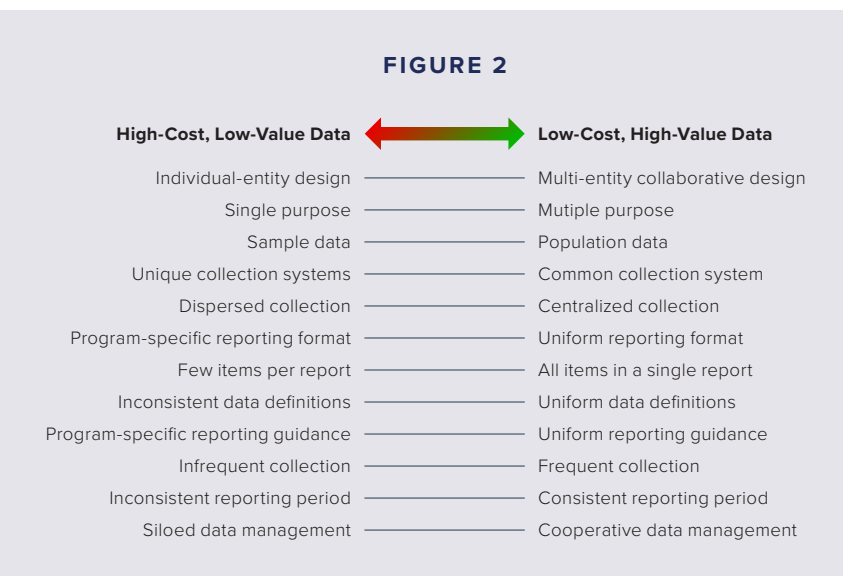 FIGURE 2
High-Cost, Low-Value Data Low-Cost, High-Value Data
Individual-entity design Multi-entity collaborative design
Single purpose Mutiple purpose
Sample data Population data
Unique collection systems Common collection system
Dispersed collection Centralized collection
Program-specific reporting format Uniform reporting format
Few items per report All items in a single report
Inconsistent data definitions Uniform data definitions
Program-specific reporting guidance Uniform reporting guidance
Infrequent collection Frequent collection
Inconsistent reporting period Consistent reporting period
Siloed data management Cooperative data management